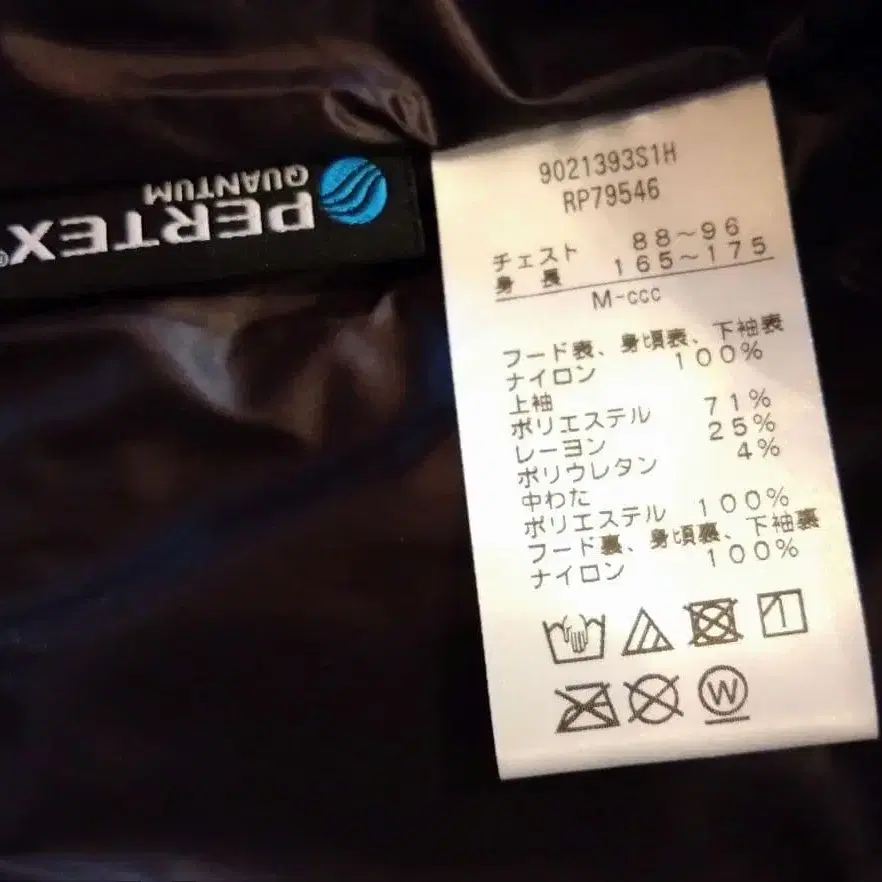 PERTEX®
QUANTUM
9021393S1H
RP79546
チェスト 88～96
身長 165～175
M-ccc
フード表、身頃表、下袖表
ナイロン 100%
上袖
ポリエステル 71%
レーヨン 25%
ポリウレタン 4%
中わた
ポリエステル 100%
フード裏、身頃裏、下袖裏
ナイロン 100%
W